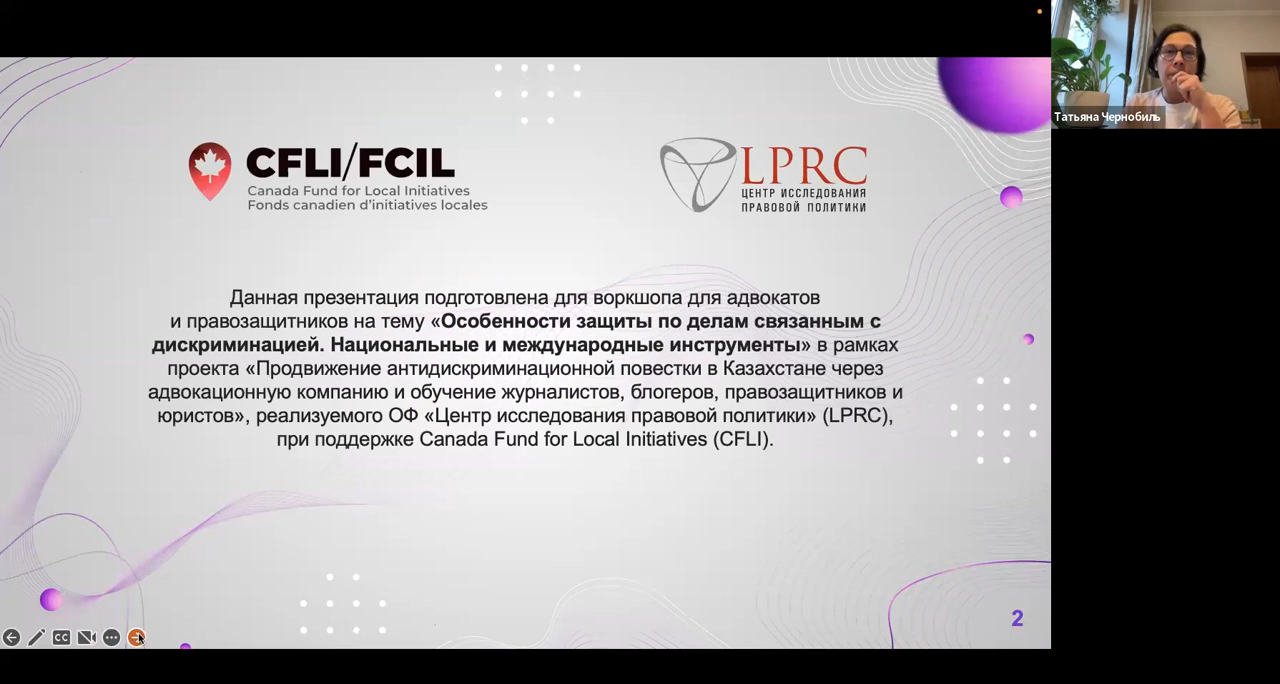 CFLI/FCIL
Canada Fund for Local Initiatives
Fonds canadien d'initiatives locales
LPRC
ЦЕНТР ИССЛЕДОВАНИЯ
ПРАВОВОЙ ПОЛИТИКИ
Татьяна Чернобиль
Данная презентация подготовлена для воркшопа для адвокатов
и правозащитников на тему «Особенности защиты по делам связанным с
дискриминацией. Национальные и международные инструменты» в рамках
проекта «Продвижение антидискриминационной повестки в Казахстане через
адвокационную компанию и обучение журналистов, блогеров, правозащитников и
юристов», реализуемого ОФ «Центр исследования правовой политики» (LPRC),
при поддержке Canada Fund for Local Initiatives (CFLI).
2
CC